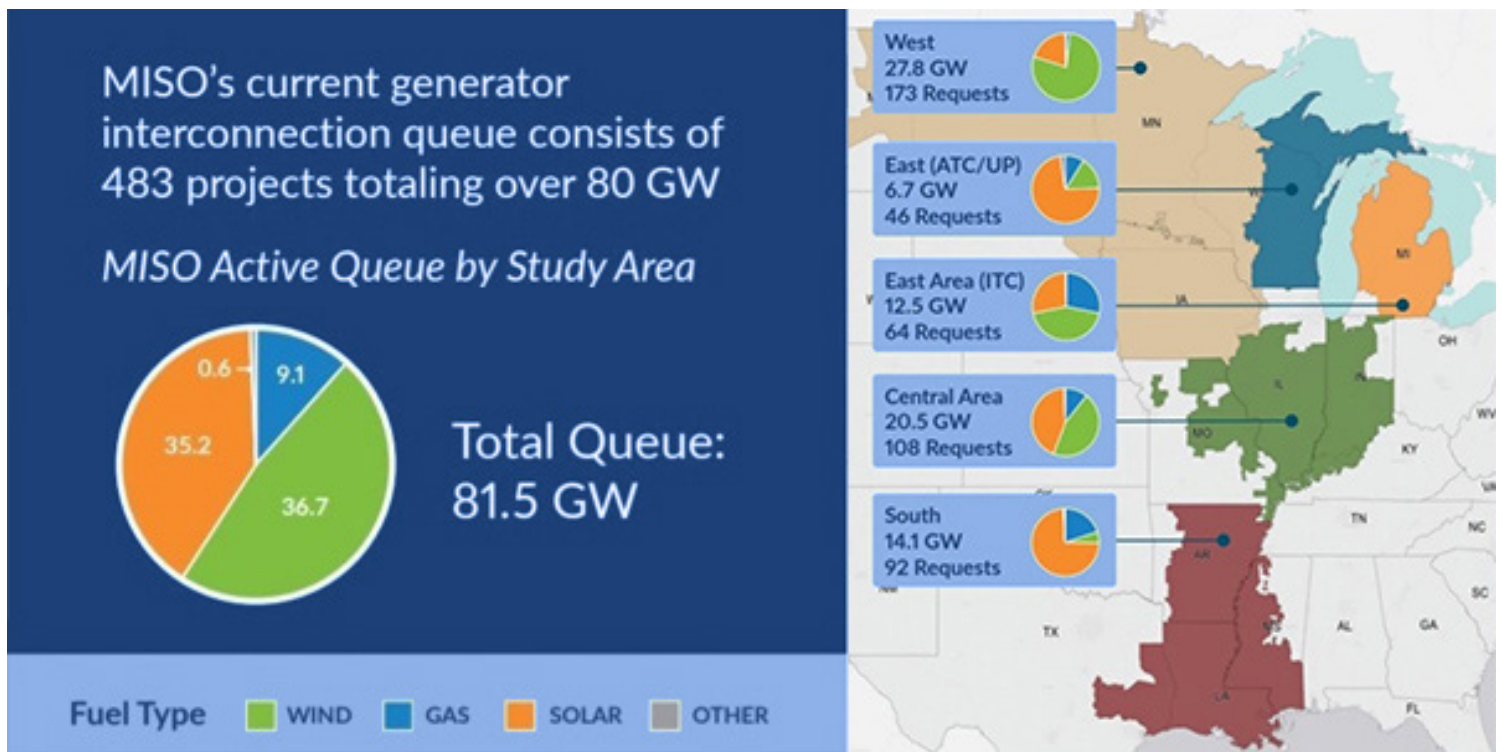 MISO's current generator
interconnection queue consists of
483 projects totaling over 80 GW
MISO Active Queue by Study Area
0.6
9.1
35.2
36.7
Total Queue:
81.5 GW
Fuel Type
WIND
GAS
SOLAR
OTHER
West
27.8 GW
173 Requests
East (ATC/UP)
6.7 GW
46 Requests
East Area (ITC)
12.5 GW
64 Requests
Central Area
20.5 GW
108 Requests
South
14.1 GW
92 Requests
MN
MI
IA
OH
IL
IN
MO
WV
KY
VA
TN
NC
AR
SC
TX
MS
AL
GA
LA
FL